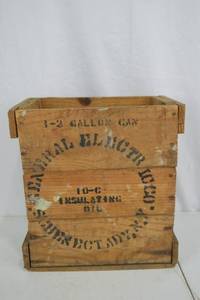 1-2 GALLON CAN
GENERAL ELECTRIC CO.
10-C
INSULATING
OIL
SCHENECTADY, N.Y.